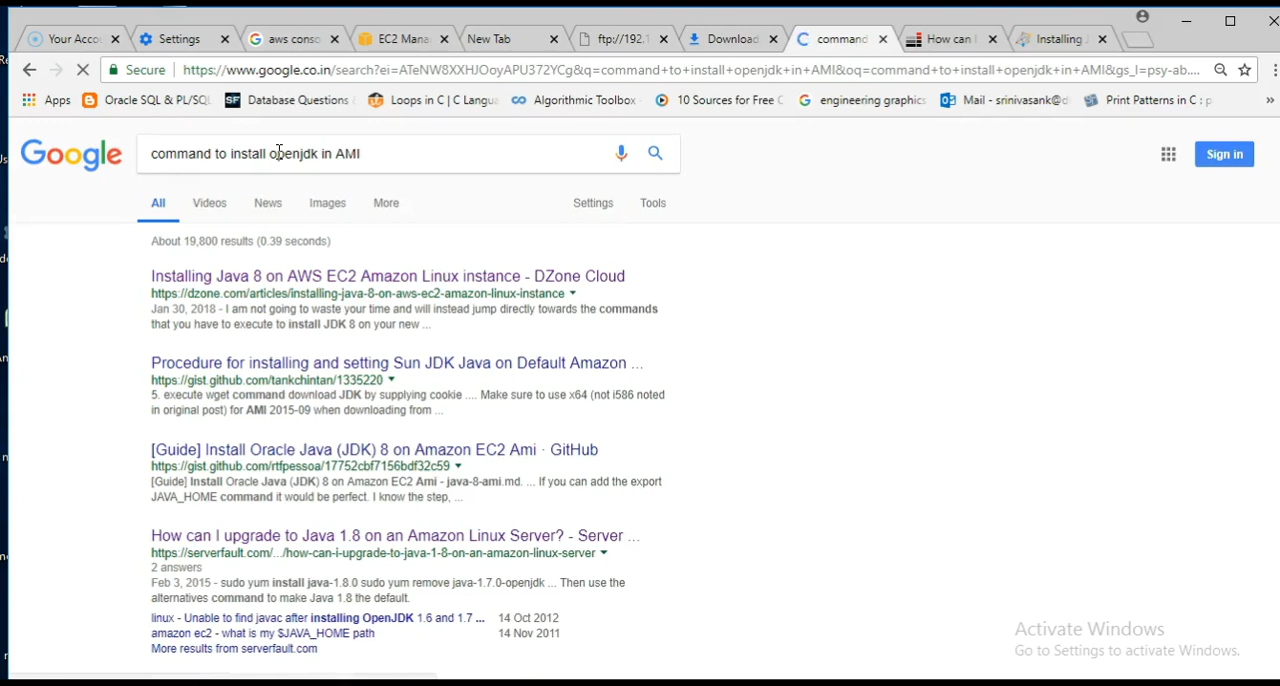 Your Acco
Settings
aws conso
EC2 Mana
New Tab
ftp://192.1
Download
command
How can I
Installing J
Secure
https://www.google.co.in/search?ei=ATeNW8XXHJOoyAPU372YCg&q=command+to+install+openjdk+in+AMI&oq=command+to+install+openjdk+in+AMI&gs_l=psy-ab....
Apps
Oracle SQL & PL/SQL
Database Questions
Loops in C | C Langua
Algorithmic Toolbox
10 Sources for Free C
engineering graphics
Mail - srinivasank@d
Print Patterns in C : p
»
Google
command to install openjdk in AMI
Sign in
All
Videos
News
Images
More
Settings
Tools
About 19,800 results (0.39 seconds)
Installing Java 8 on AWS EC2 Amazon Linux instance - DZone Cloud
https://dzone.com/articles/installing-java-8-on-aws-ec2-amazon-linux-instance
Jan 30, 2018 - I am not going to waste your time and will instead jump directly towards the commands
that you have to execute to install JDK 8 on your new ...
Procedure for installing and setting Sun JDK Java on Default Amazon ...
https://gist.github.com/tankchintan/1335220
5. execute wget command download JDK by supplying cookie .... Make sure to use x64 (not i586 noted
in original post) for AMI 2015-09 when downloading from ...
[Guide] Install Oracle Java (JDK) 8 on Amazon EC2 Ami · GitHub
https://gist.github.com/rtfpessoa/17752cbf7156bdf32c59
[Guide] Install Oracle Java (JDK) 8 on Amazon EC2 Ami - java-8-ami.md. ... If you can add the export
JAVA_HOME command it would be perfect. I know the step, ...
How can I upgrade to Java 1.8 on an Amazon Linux Server? - Server ...
https://serverfault.com/.../how-can-i-upgrade-to-java-1-8-on-an-amazon-linux-server
2 answers
Feb 3, 2015 - sudo yum install java-1.8.0 sudo yum remove java-1.7.0-openjdk ... Then use the
alternatives command to make Java 1.8 the default.
linux - Unable to find javac after installing OpenJDK 1.6 and 1.7 ... 14 Oct 2012
amazon ec2 - what is my $JAVA_HOME path 14 Nov 2011
More results from serverfault.com
Activate Windows
Go to Settings to activate Windows.